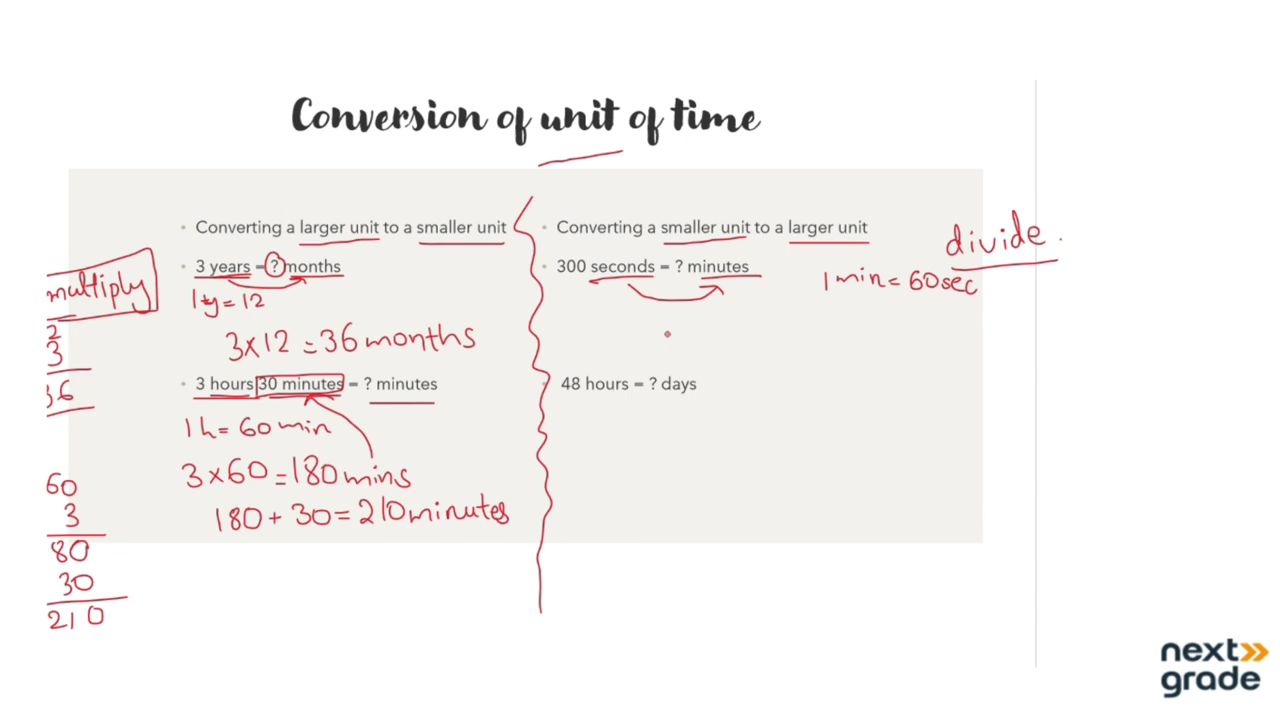 Conversion of unit of time
• Converting a larger unit to a smaller unit
• 3 years = ? months
1 y = 12
3 × 12 = 36 months
• 3 hours 30 minutes = ? minutes
1 h = 60 min
3 × 60 = 180 mins
180 + 30 = 210 minutes
multiply
2
3
36
60
3
80
30
210
• Converting a smaller unit to a larger unit
divide.
• 300 seconds = ? minutes
1 min = 60 sec
• 48 hours = ? days
next
grade